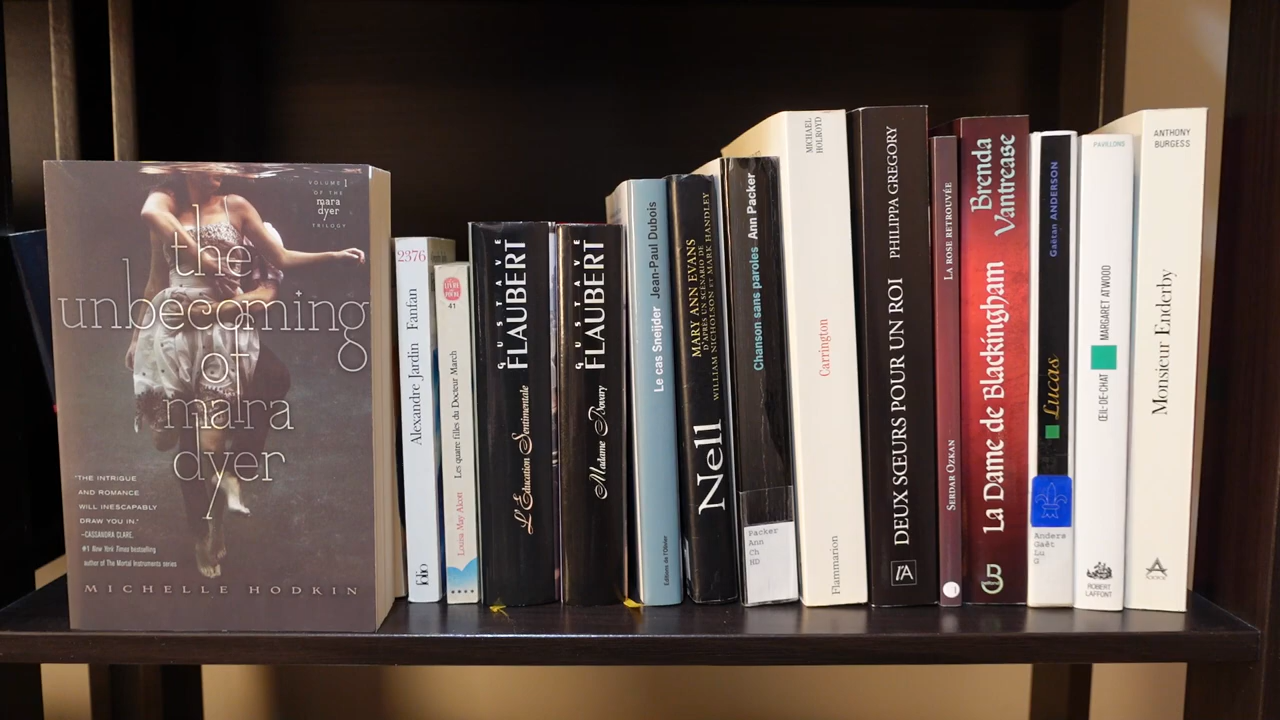 VOLUME 1
OF THE
mara
dyer
TRILOGY
the
unbecoming
of
mara
dyer
"THE INTRIGUE
AND ROMANCE
WILL INESCAPABLY
DRAW YOU IN."
—CASSANDRA CLARE,
#1 New York Times bestselling
author of The Mortal Instruments series
MICHELLE HODKIN
2376
Alexandre Jardin Fanfan
folio
LE LIVRE DE POCHE
41
Louisa May Alcott Les quatre filles du Docteur March
GUSTAVE
FLAUBERT
L'Éducation Sentimentale
GUSTAVE
FLAUBERT
Madame Bovary
Le cas Sneijder Jean-Paul Dubois
Éditions de l'Olivier
Nell
MARY ANN EVANS
D'APRÈS UN SCÉNARIO DE
WILLIAM NICHOLSON ET MARK HANDLEY
Chanson sans paroles Ann Packer
Packer
Ann
Ch
HD
MICHAEL
HOLROYD
Carrington
Flammarion
DEUX SŒURS POUR UN ROI PHILIPPA GREGORY
l'A
SERDAR OZKAN LA ROSE RETROUVÉE
La Dame de Blackingham
Brenda
Vantrease
Lucas Gaëtan ANDERSON
Anders
Gaët
Lu
G
PAVILLONS
ŒIL-DE-CHAT MARGARET ATWOOD
ROBERT
LAFFONT
ANTHONY
BURGESS
Monsieur Enderby